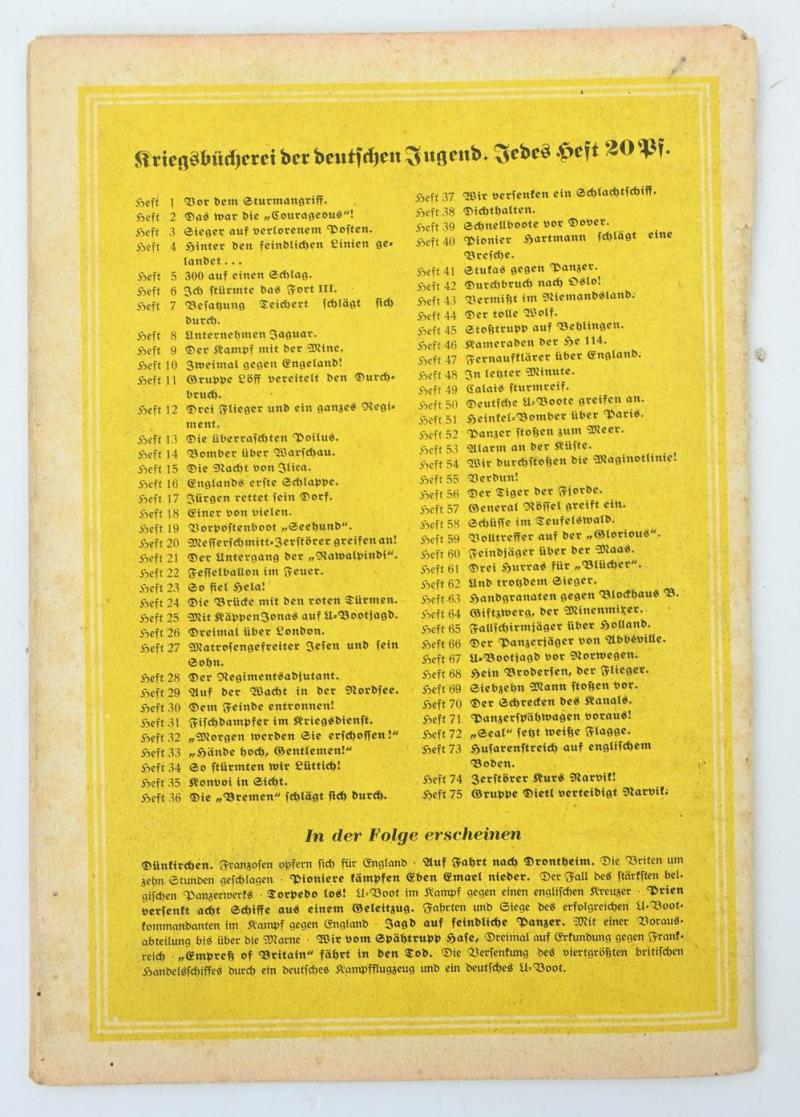 Kriegsbücherei der deutschen Jugend. Jedes Heft 20 Pf.
Heft 1 Vor dem Sturmangriff.
Heft 2 Das war die „Courageous“!
Heft 3 Sieger auf verlorenem Posten.
Heft 4 Hinter den feindlichen Linien ge-
landet . . .
Heft 5 300 auf einen Schlag.
Heft 6 Ich stürmte das Fort III.
Heft 7 Besatzung Teichert schlägt sich
durch.
Heft 8 Unternehmen Jaguar.
Heft 9 Der Kampf mit der Mine.
Heft 10 Zweimal gegen Engeland!
Heft 11 Gruppe Löff vereitelt den Durch-
bruch.
Heft 12 Drei Flieger und ein ganzes Regi-
ment.
Heft 13 Die überraschten Poilus.
Heft 14 Bomber über Warschau.
Heft 15 Die Nacht von Ilica.
Heft 16 Englands erste Schlappe.
Heft 17 Jürgen rettet sein Dorf.
Heft 18 Einer von vielen.
Heft 19 Vorpostenboot „Seehund“.
Heft 20 Messerschmitt-Zerstörer greifen an!
Heft 21 Der Untergang der „Rawalpindi“.
Heft 22 Fesselballon im Feuer.
Heft 23 So fiel Hela!
Heft 24 Die Brücke mit den roten Türmen.
Heft 25 Mit Käppen Jonas auf U-Bootjagd.
Heft 26 Dreimal über London.
Heft 27 Matrosengefreiter Jesen und sein
Sohn.
Heft 28 Der Regimentsadjutant.
Heft 29 Auf der Wacht in der Nordsee.
Heft 30 Dem Feinde entronnen!
Heft 31 Fischdampfer im Kriegsdienst.
Heft 32 „Morgen werden Sie erschossen!“
Heft 33 „Hände hoch, Gentlemen!“
Heft 34 So stürmten wir Lüttich!
Heft 35 Konvoi in Sicht.
Heft 36 Die „Bremen“ schlägt sich durch.
Heft 37 Wir versenken ein Schlachtschiff.
Heft 38 Dichthalten.
Heft 39 Schnellboote vor Dover.
Heft 40 Pionier Hartmann schlägt eine
Bresche.
Heft 41 Stukas gegen Panzer.
Heft 42 Durchbruch nach Oslo!
Heft 43 Vermißt im Niemandsland.
Heft 44 Der tolle Wolf.
Heft 45 Stoßtrupp auf Behlingen.
Heft 46 Kameraden der He 114.
Heft 47 Fernaufklärer über England.
Heft 48 In letzter Minute.
Heft 49 Calais sturmreif.
Heft 50 Deutsche U-Boote greifen an.
Heft 51 Heinkel-Bomber über Paris.
Heft 52 Panzer stoßen zum Meer.
Heft 53 Alarm an der Küste.
Heft 54 Wir durchstoßen die Maginotlinie!
Heft 55 Verdun!
Heft 56 Der Tiger der Fjorde.
Heft 57 General Rössel greift ein.
Heft 58 Schüsse im Teufelswald.
Heft 59 Volltreffer auf der „Glorious“.
Heft 60 Feindjäger über der Maas.
Heft 61 Drei Hurras für „Blücher“.
Heft 62 Und trotzdem Sieger.
Heft 63 Handgranaten gegen Blockhaus B.
Heft 64 Giftzwerg, der Minenmixer.
Heft 65 Fallschirmjäger über Holland.
Heft 66 Der Panzerjäger von Abbéville.
Heft 67 U-Bootjagd vor Norwegen.
Heft 68 Hein Brodersen, der Flieger.
Heft 69 Siebzehn Mann stoßen vor.
Heft 70 Der Schrecken des Kanals.
Heft 71 Panzerspähwagen voraus!
Heft 72 „Seal“ setzt weiße Flagge.
Heft 73 Husarenstreich auf englischem
Boden.
Heft 74 Zerstörer Kurs Narvik!
Heft 75 Gruppe Dietl verteidigt Narvik.
In der Folge erscheinen
Dünkirchen. Franzosen opfern sich für England · Auf Fahrt nach Drontheim. Die Briten um
zehn Stunden geschlagen · Pioniere kämpfen Eben Emael nieder. Der Fall des stärksten bel-
gischen Panzerwerks · Torpedo los! U-Boot im Kampf gegen einen englischen Kreuzer · Prien
versenkt acht Schiffe aus einem Geleitzug. Fahrten und Siege des erfolgreichen U-Boot-
kommandanten im Kampf gegen England · Jagd auf feindliche Panzer. Mit einer Voraus-
abteilung bis über die Marne · Wir vom Spähtrupp Hase, Dreimal auf Erkundung gegen Frank-
reich · „Empreß of Britain“ fährt in den Tod. Die Versenkung des viertgrößten britischen
Handelsschiffes durch ein deutsches Kampfflugzeug und ein deutsches U-Boot.